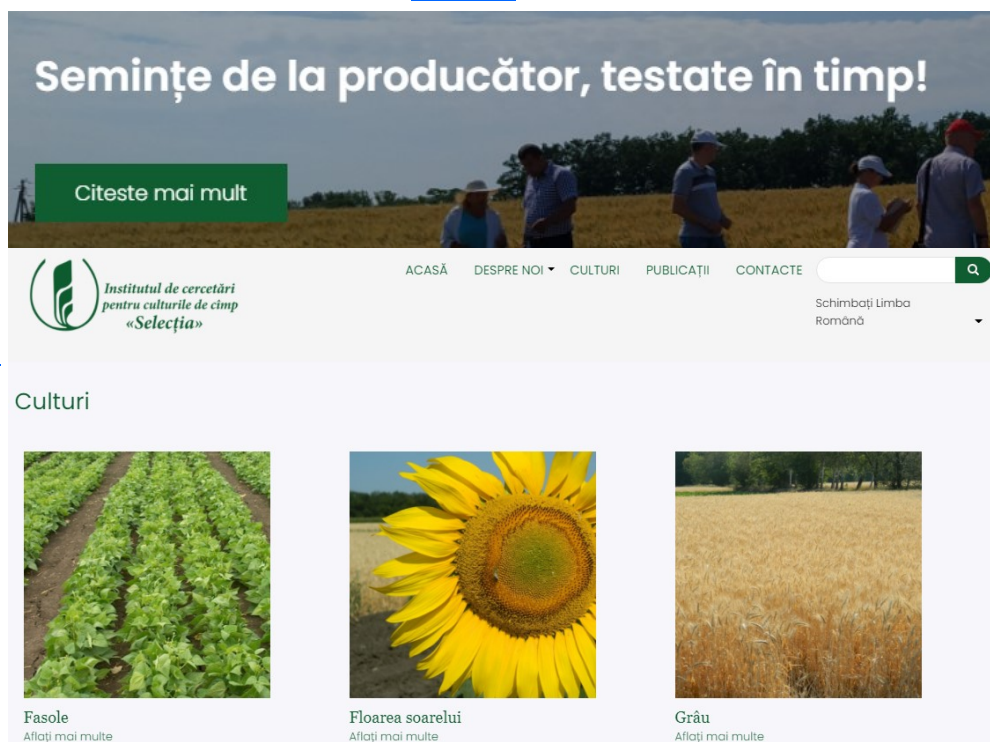 Semințe de la producător, testate în timp!
Citeste mai mult
Institutul de cercetări
pentru culturile de cîmp
«Selecția»
ACASĂ DESPRE NOI CULTURI PUBLICAȚII CONTACTE
Schimbați Limba
Română
Culturi
Fasole
Aflați mai multe
Floarea soarelui
Aflați mai multe
Grâu
Aflați mai multe